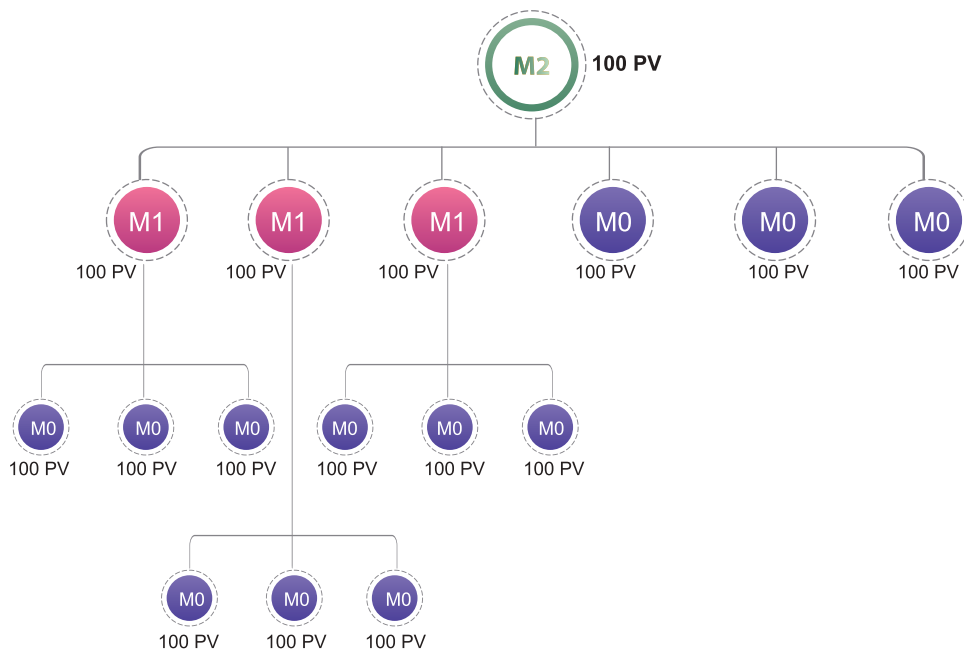 M2 100 PV
M1 M1 M1 M0 M0 M0
100 PV 100 PV 100 PV 100 PV 100 PV 100 PV
M0 M0 M0 M0 M0 M0
100 PV 100 PV 100 PV 100 PV 100 PV 100 PV
M0 M0 M0
100 PV 100 PV 100 PV